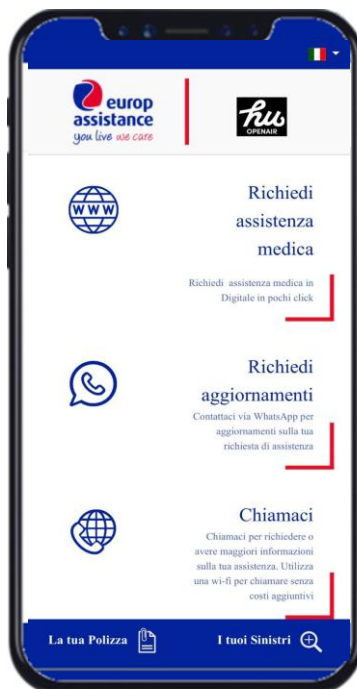 europ
assistance
you live we care
hu
OPENAIR
WWW
Richiedi
assistenza
medica
Richiedi assistenza medica in
Digitale in pochi click
Richiedi
aggiornamenti
Contattaci via WhatsApp per
aggiornamenti sulla tua
richiesta di assistenza
Chiamaci
Chiamaci per richiedere o
avere maggiori informazioni
sulla tua assistenza. Utilizza
una wi-fi per chiamare senza
costi aggiuntivi
La tua Polizza
I tuoi Sinistri